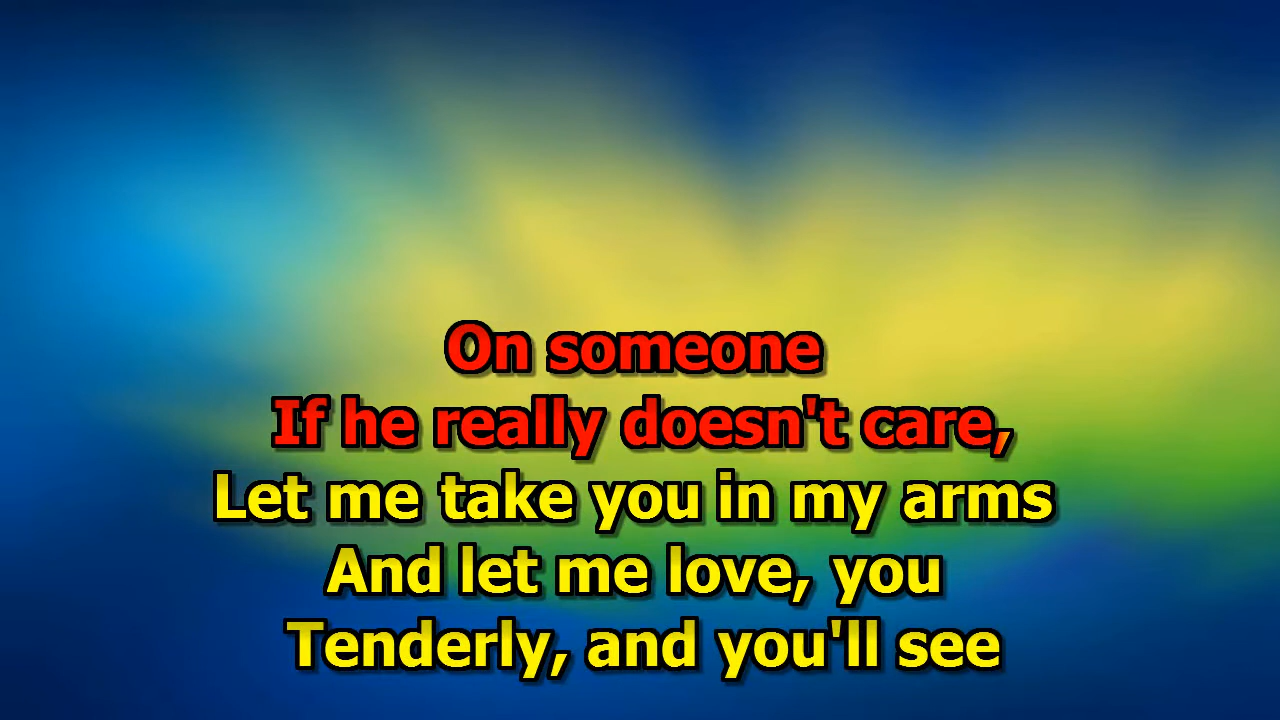 On someone
If he really doesn't care,
Let me take you in my arms
And let me love, you
Tenderly, and you'll see